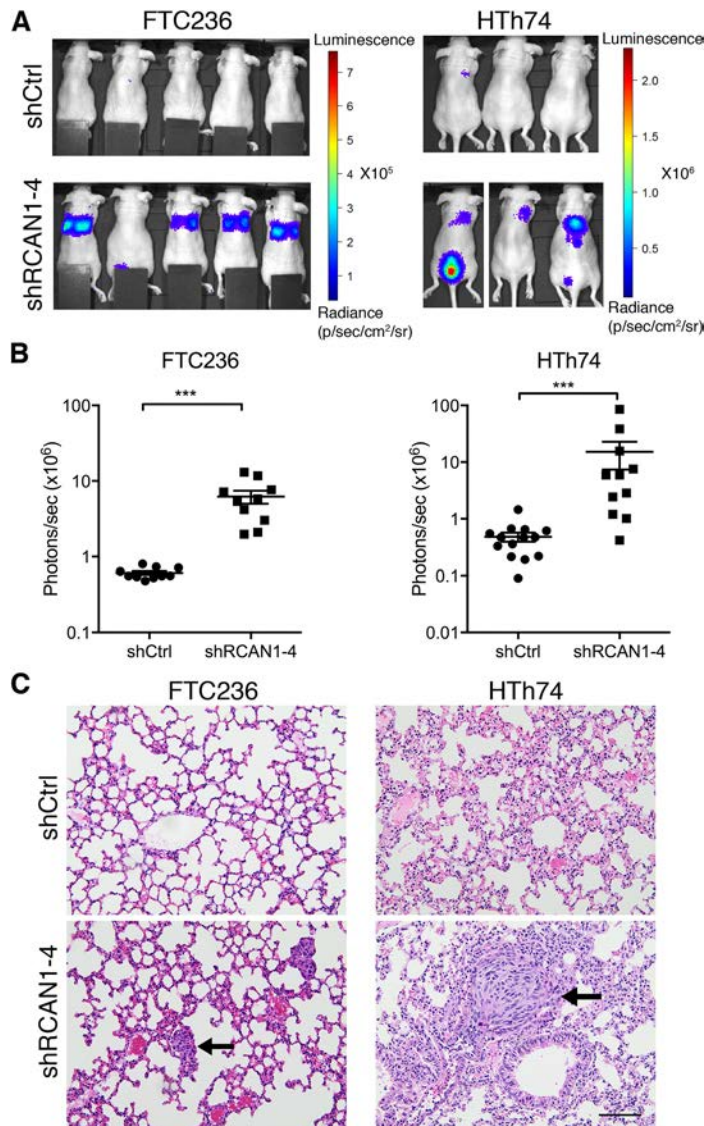 A
FTC236
HTh74
shCtrl
Luminescence
7
6
5
4
X10⁵
3
2
1
Radiance
(p/sec/cm²/sr)
Luminescence
2.0
1.5
X10⁶
1.0
0.5
Radiance
(p/sec/cm²/sr)
shRCAN1-4
B
FTC236
***
Photons/sec (x10⁶)
100
10
1
0.1
shCtrl shRCAN1-4
HTh74
***
Photons/sec (x10⁶)
100
10
1
0.1
0.01
shCtrl shRCAN1-4
C
FTC236
HTh74
shCtrl
shRCAN1-4